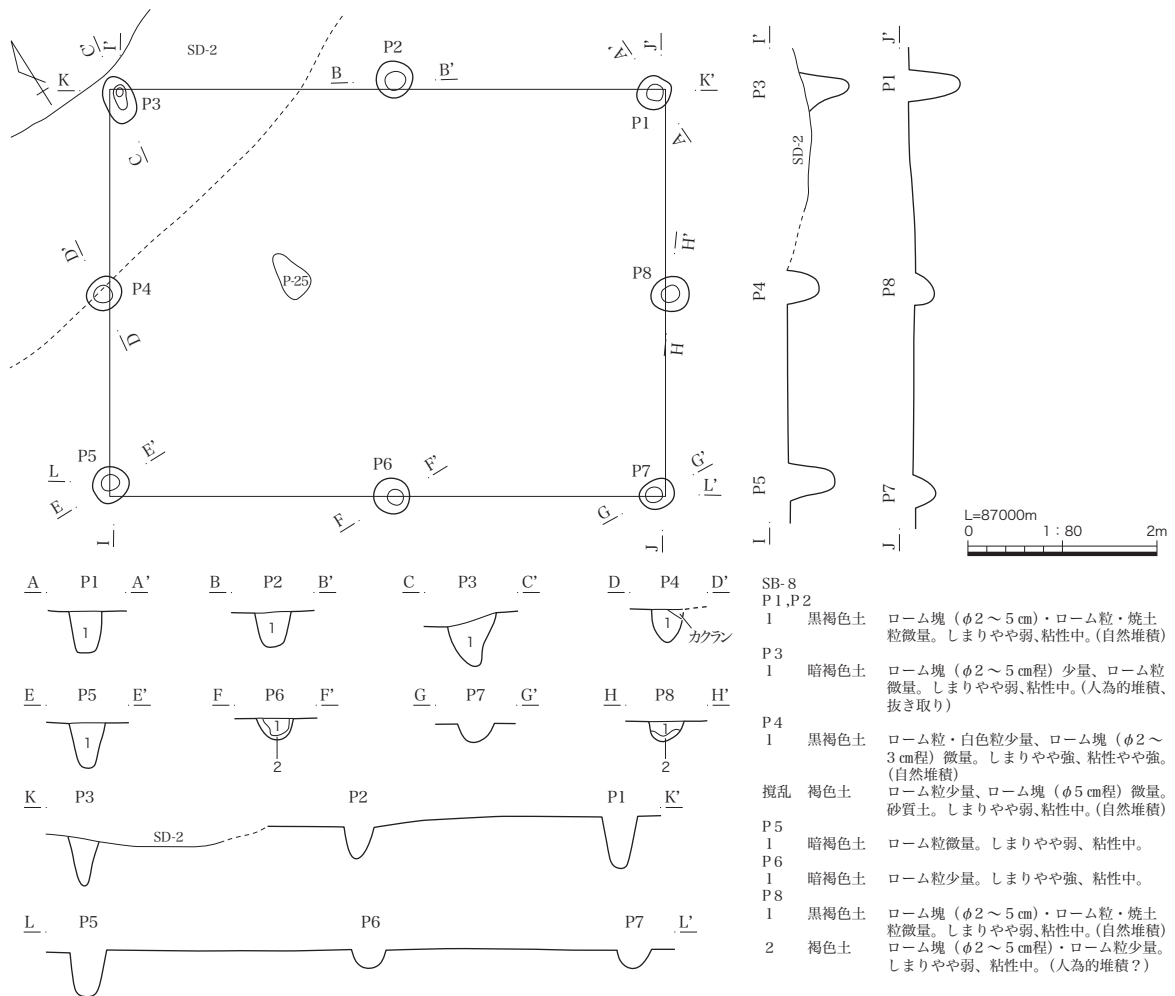 C' I' SD-2 P2 A' J' I' J'
K B B' K'
P3 P1 P3 P1
C A
SD-2
D' H'
P-25 P8
P4 P4 P8
D H
P5 E' P6 F' P7 G'
L L' P5 P7
E F G
I J I J
L=87000m
0 1:80 2m
A P1 A' B P2 B' C P3 C' D P4 D'
1 1 1 1 カクラン
E P5 E' F P6 F' G P7 G' H P8 H'
1 1 1
2 2
K P3 P2 P1 K'
SD-2
L P5 P6 P7 L'
SB-8
P1,P2
1 黒褐色土 ローム塊(φ2～5㎝)・ローム粒・焼土
粒微量。しまりやや弱、粘性中。(自然堆積)
P3
1 暗褐色土 ローム塊(φ2～5㎝程)少量、ローム粒
微量。しまりやや弱、粘性中。(人為的堆積、
抜き取り)
P4
1 黒褐色土 ローム粒・白色粒少量、ローム塊(φ2～
3㎝程)微量。しまりやや強、粘性やや強。
(自然堆積)
撹乱 褐色土 ローム粒少量、ローム塊(φ5㎝程)微量。
砂質土。しまりやや弱、粘性中。(自然堆積)
P5
1 暗褐色土 ローム粒微量。しまりやや弱、粘性中。
P6
1 暗褐色土 ローム粒少量。しまりやや強、粘性中。
P8
1 黒褐色土 ローム塊(φ2～5㎝)・ローム粒・焼土
粒微量。しまりやや弱、粘性中。(自然堆積)
2 褐色土 ローム塊(φ2～5㎝程)・ローム粒少量。
しまりやや弱、粘性中。(人為的堆積?)